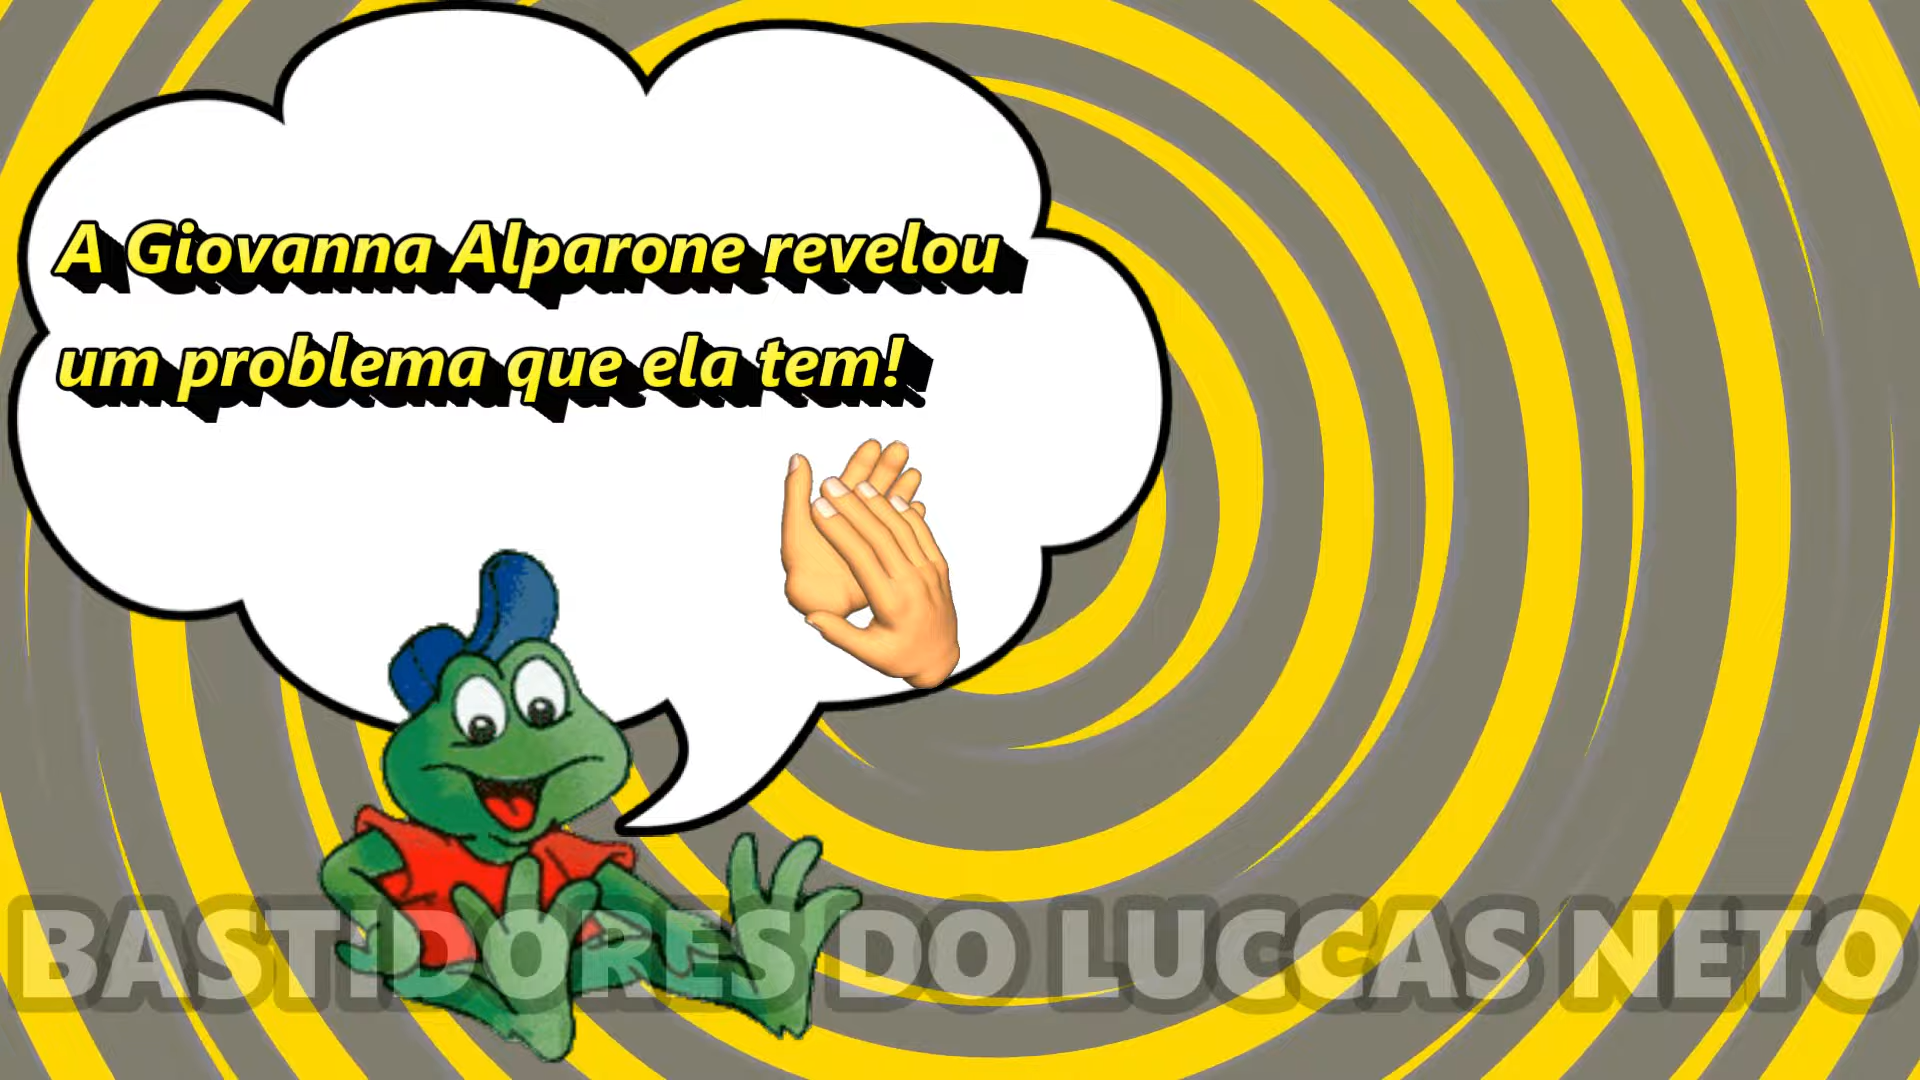 A Giovanna Alparone revelou
um problema que ela tem!
BASTIDORES DO LUCCAS NETO